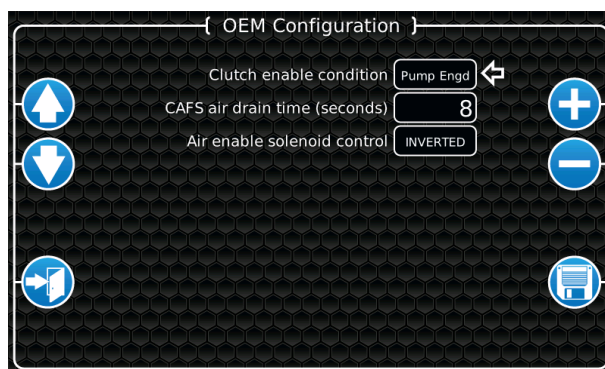 OEM Configuration
Clutch enable condition Pump Engd
CAFS air drain time (seconds) 8
Air enable solenoid control INVERTED